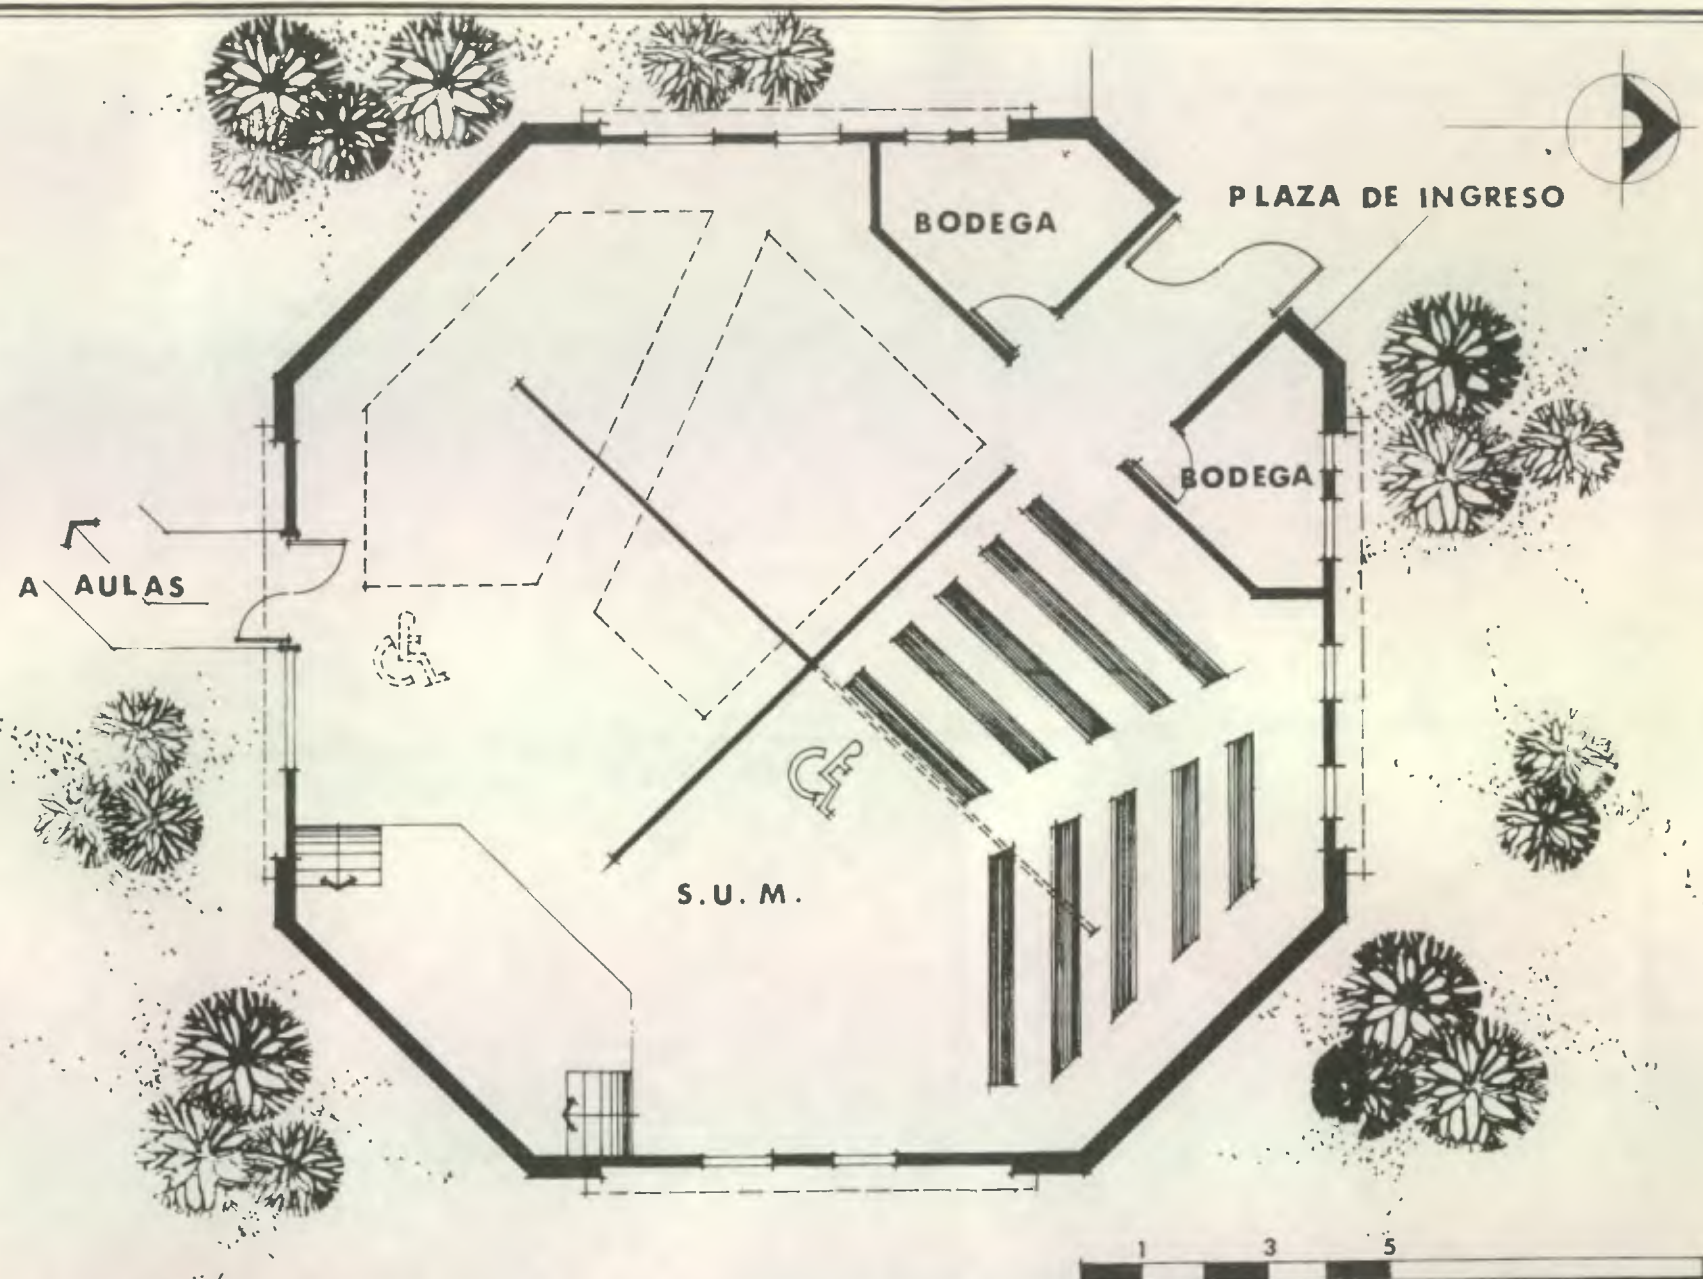 BODEGA
PLAZA DE INGRESO
BODEGA
A AULAS
S.U.M.
1 3 5